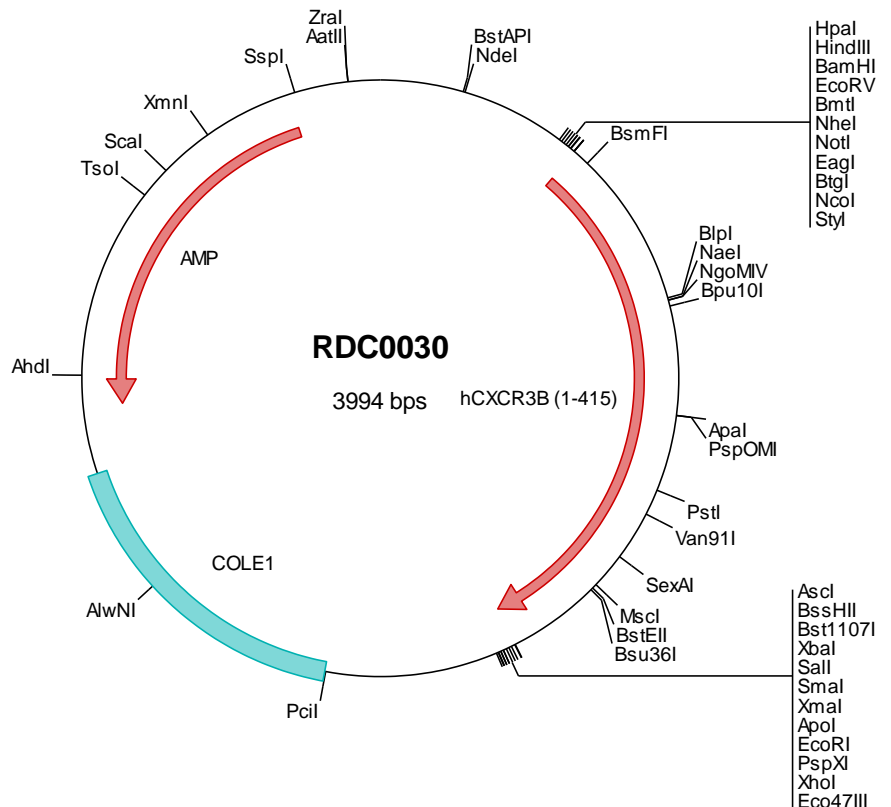 ZraI
AatII
SspI
XmnI
ScaI
TsoI
BstAPI
NdeI
BsmFI
HpaI
HindIII
BamHI
EcoRV
BmtI
NheI
NotI
EagI
BtgI
NcoI
StyI
AMP
BlpI
NaeI
NgoMIV
Bpu10I
RDC0030
3994 bps
hCXCR3B (1-415)
AhdI
ApaI
PspOMI
PstI
Van91I
SexAI
MscI
BstEII
Bsu36I
COLE1
AlwNI
PciI
AscI
BssHII
Bst1107I
XbaI
SalI
SmaI
XmaI
ApoI
EcoRI
PspXI
XhoI
Eco47III